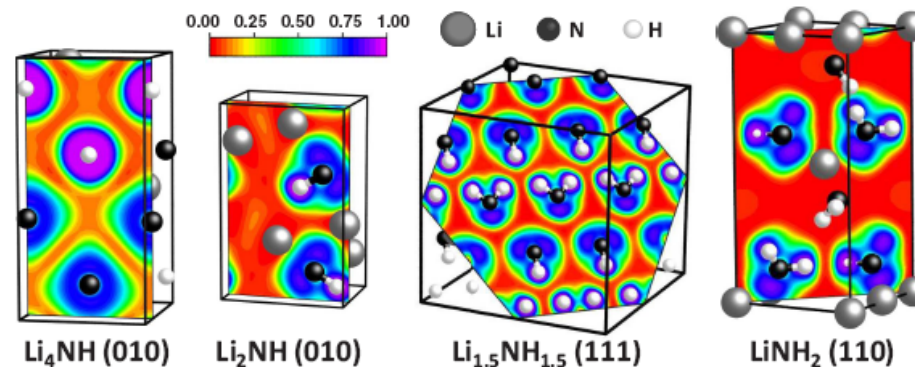 0.00 0.25 0.50 0.75 1.00
Li N H
Li₄NH (010) Li₂NH (010) Li₁.₅NH₁.₅ (111) LiNH₂ (110)